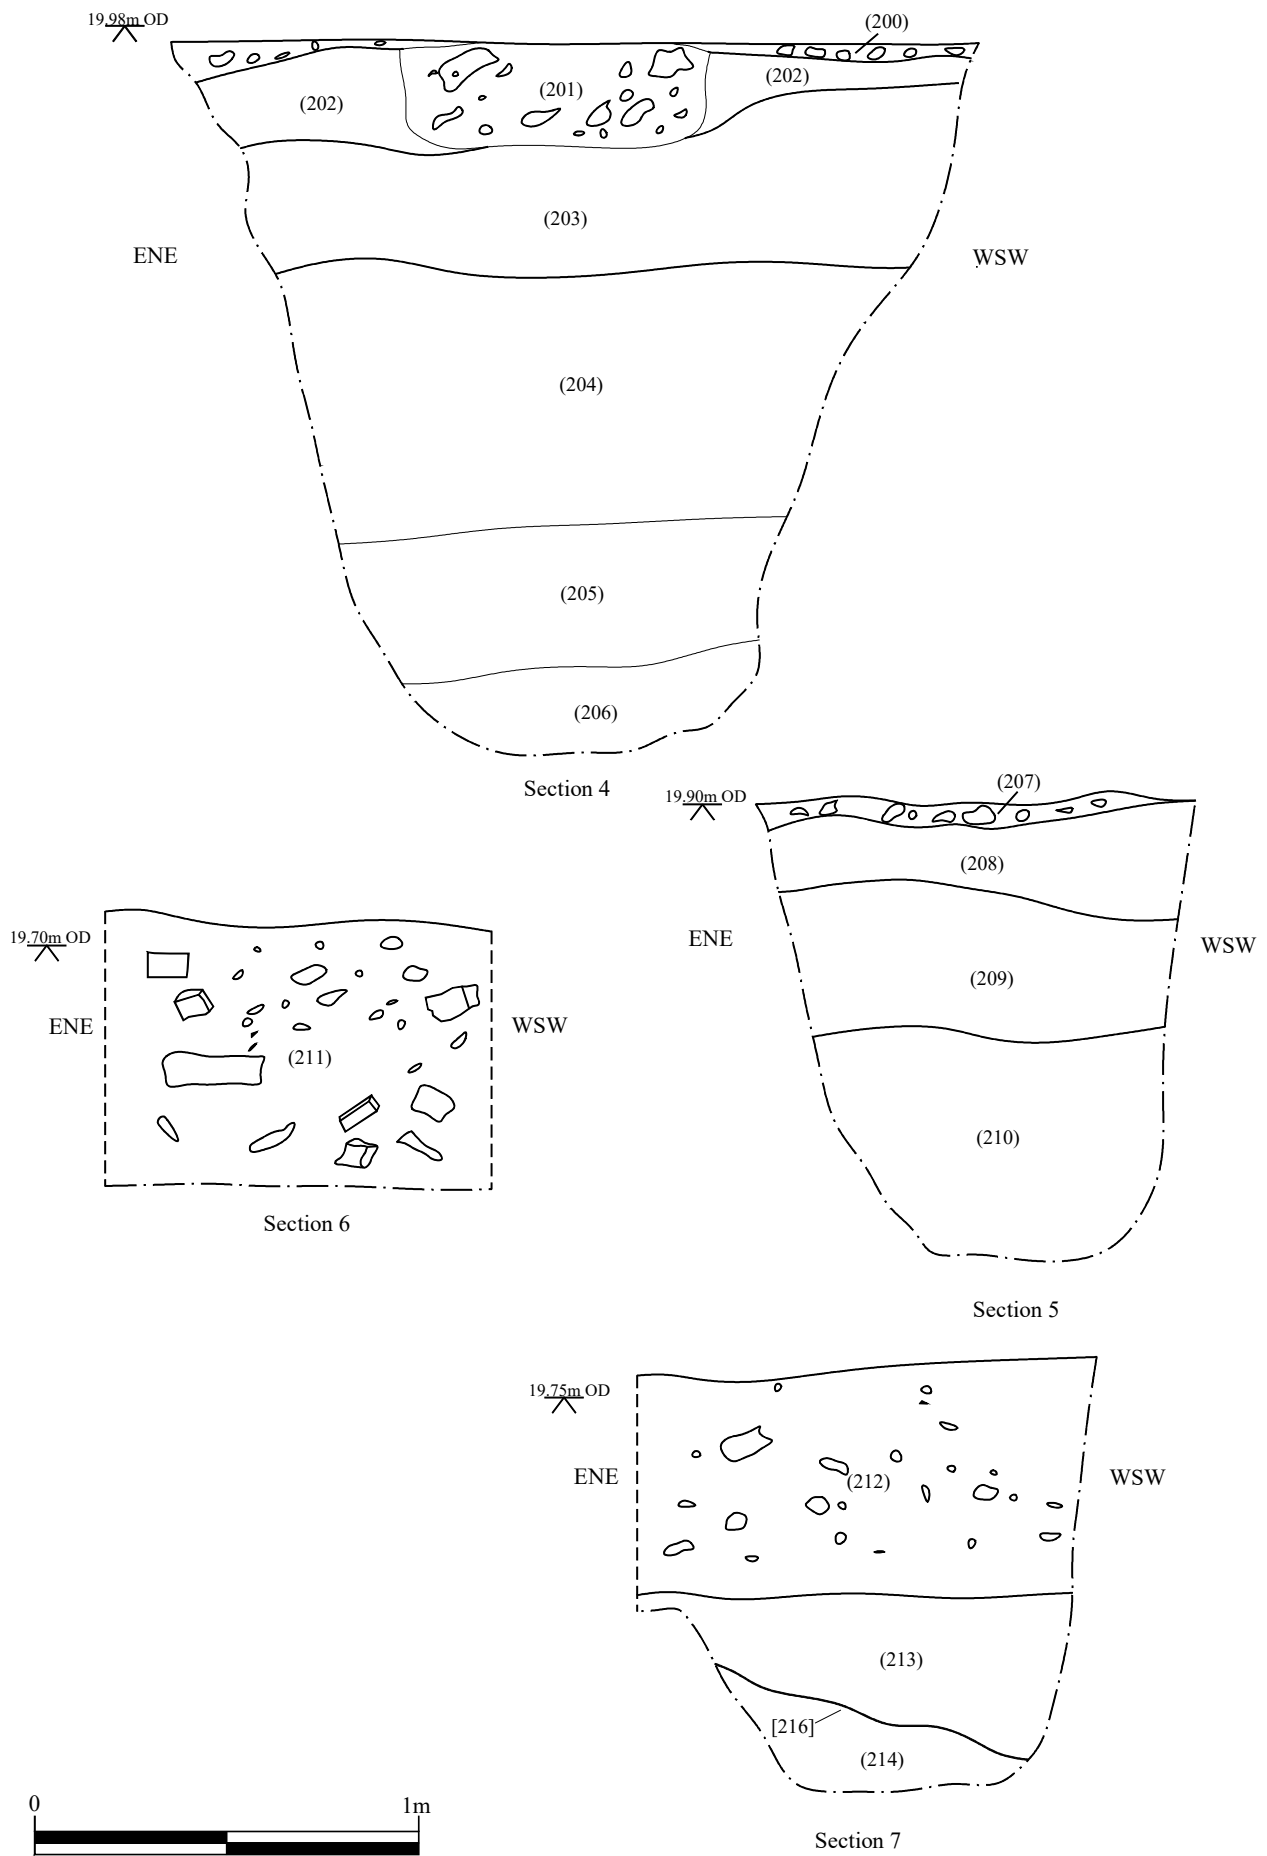 19.98m OD
(200)
(202)
(201)
(202)
(203)
ENE
WSW
(204)
(205)
(206)
Section 4
19.90m OD
(207)
(208)
ENE
WSW
(209)
(210)
Section 5
19.70m OD
ENE
WSW
(211)
Section 6
19.75m OD
ENE
WSW
(212)
(213)
[216]
(214)
Section 7
0
1m